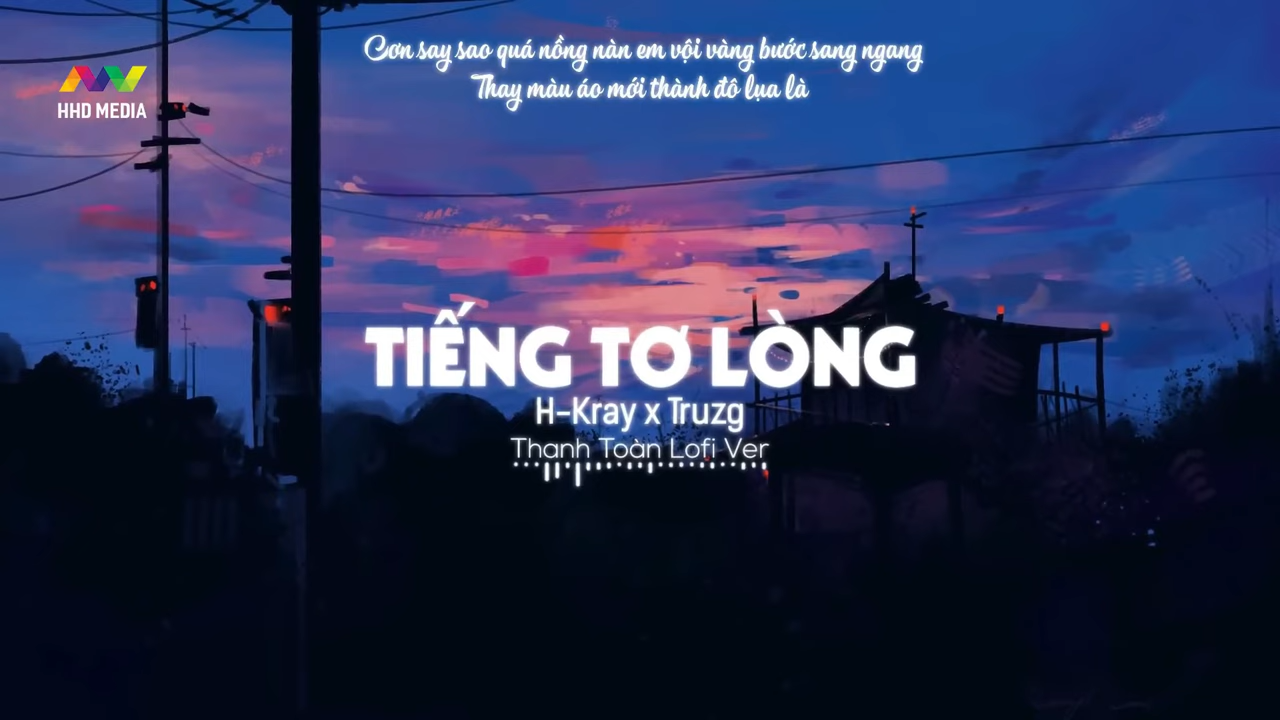 Cơn say sao quá nồng nàn em vội vàng bước sang ngang
Thay màu áo mới thành đô lụa là
HHD MEDIA
TIẾNG TƠ LÒNG
H-Kray x Truzg
Thanh Toàn Lofi Ver